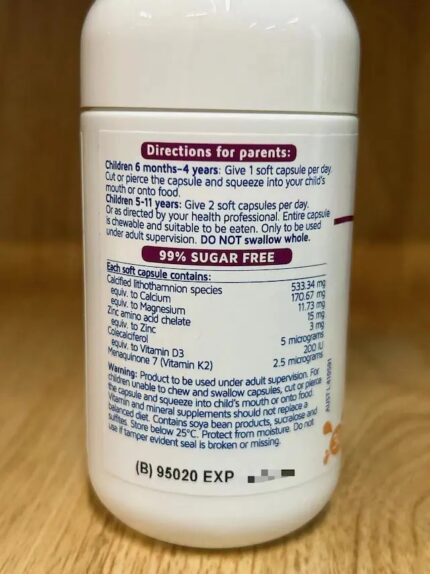 Directions for parents:
Children 6 months–4 years: Give 1 soft capsule per day.
Cut or pierce the capsule and squeeze into your child's
mouth or onto food.
Children 5-11 years: Give 2 soft capsules per day.
Or as directed by your health professional. Entire capsule
is chewable and suitable to be eaten. Only to be used
under adult supervision. DO NOT swallow whole.
99% SUGAR FREE
Each soft capsule contains:
Calcified lithothamnion species 533.34 mg
equiv. to Calcium 170.67 mg
equiv. to Magnesium 11.73 mg
Zinc amino acid chelate 15 mg
equiv. to Zinc 3 mg
Colecalciferol 5 micrograms
equiv. to Vitamin D3 200 IU
Menaquinone 7 (Vitamin K2) 2.5 micrograms
Warning: Product to be used under adult supervision. For
children unable to chew and swallow capsules, cut or pierce
the capsule and squeeze into child's mouth or onto food.
Vitamin and mineral supplements should not replace a
balanced diet. Contains soya bean products, sucralose and
sulfites. Store below 25°C. Protect from moisture. Do not
use if tamper evident seal is broken or missing.
AUST L
(B) 95020 EXP